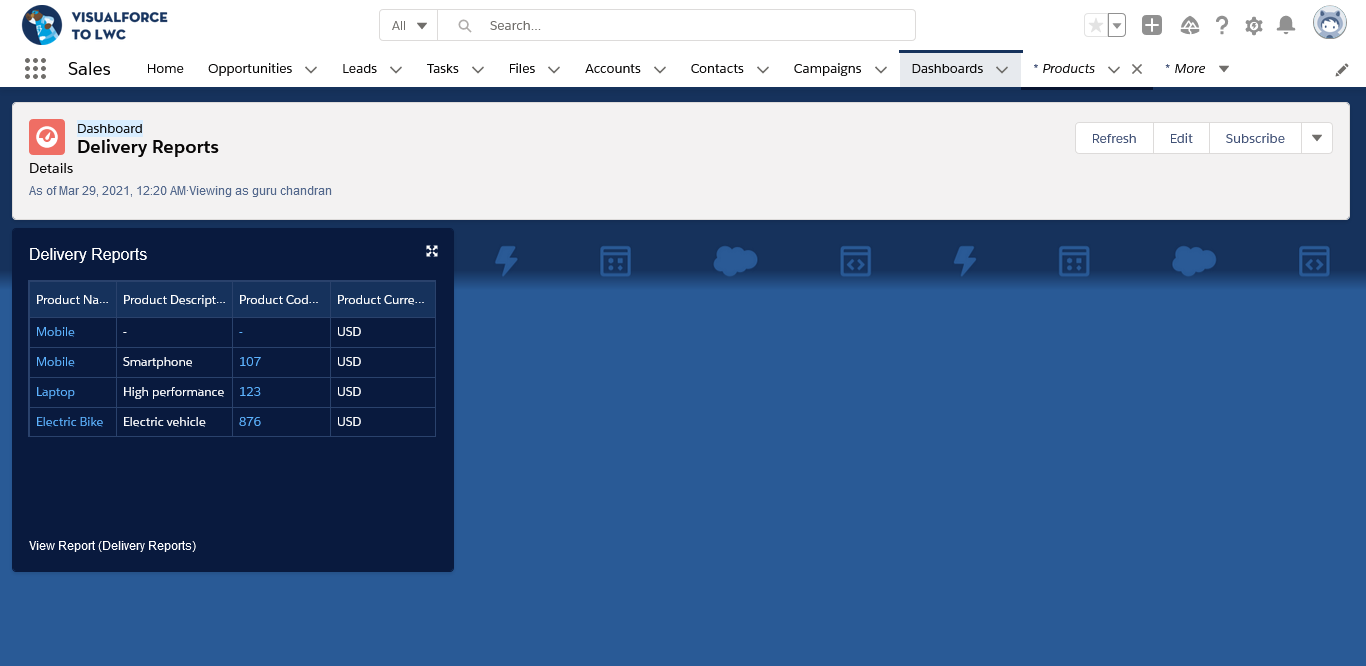 VISUALFORCE
TO LWC
All
Search...
Sales
Home Opportunities Leads Tasks Files Accounts Contacts Campaigns Dashboards * Products * More
Dashboard
Delivery Reports
Refresh Edit Subscribe
Details
As of Mar 29, 2021, 12:20 AM·Viewing as guru chandran
Delivery Reports
Product Na... Product Descript... Product Cod... Product Curre...
Mobile - - USD
Mobile Smartphone 107 USD
Laptop High performance 123 USD
Electric Bike Electric vehicle 876 USD
View Report (Delivery Reports)